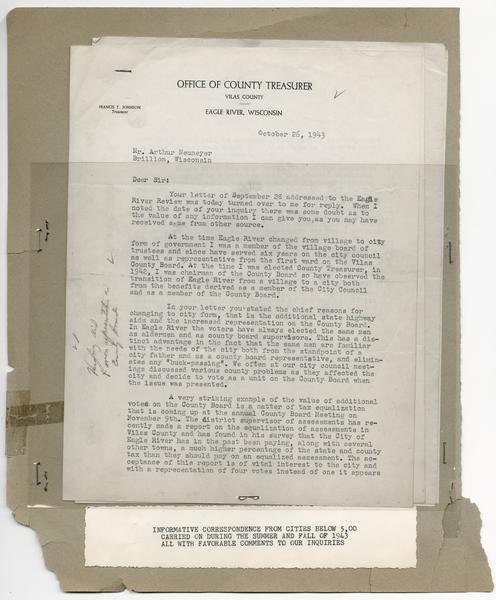 OFFICE OF COUNTY TREASURER
VILAS COUNTY
EAGLE RIVER, WISCONSIN
FRANCIS T. JOHNSON
Treasurer
October 26, 1943
Mr. Arthur Neumeyer
Brillion, Wisconsin
Dear Sir:
Your letter of September 28 addressed to the Eagle
River Review was today turned over to me for reply. When I
noted the date of your inquiry there was some doubt as to
the value of any information I can give you, as you may have
received same from other source.
At the time Eagle River changed from village to city
form of government I was a member of the village board of
trustees and since have served six years on the city council
as well as representative from the first ward on the Vilas
County Board. At the time I was elected County Treasurer, in
1942, I was chairman of the County Board so have observed the
transition of Eagle River from a village to a city both
from the benefits derived as a member of the City Council
and as a member of the County Board.
In your letter you stated the chief reasons for
changing to city form, that is the additional state highway
aids and the increased representation on the County Board.
In Eagle River the voters have always elected the same men
as alderman and as county board supervisors. This has a dis-
tinct advantage in the fact that the same men are familiar
with the needs of the city both from the standpoint of a
city father and as a county board representative, and elimin-
ates any "buck-passing". We often at our city council meet-
ings discussed various county problems as they affected the
city and decide to vote as a unit on the County Board when
the issue was presented.
A very striking example of the value of additional
votes on the County Board is a matter of tax equalization
that is coming up at the annual County Board Meeting on
November 9th. The district supervisor of assessments has re-
cently made a report on the equalization of assessments in
Vilas County and has found in his survey that the City of
Eagle River has in the past been paying, along with several
other towns, a much higher percentage of the state and county
tax than they should pay on an equalized assessment. The ac-
ceptance of this report is of vital interest to the city and
with a representation of four votes instead of one it appears
INFORMATIVE CORRESPONDENCE FROM CITIES BELOW 5,00
CARRIED ON DURING THE SUMMER AND FALL OF 1943
ALL WITH FAVORABLE COMMENTS TO OUR INQUIRIES